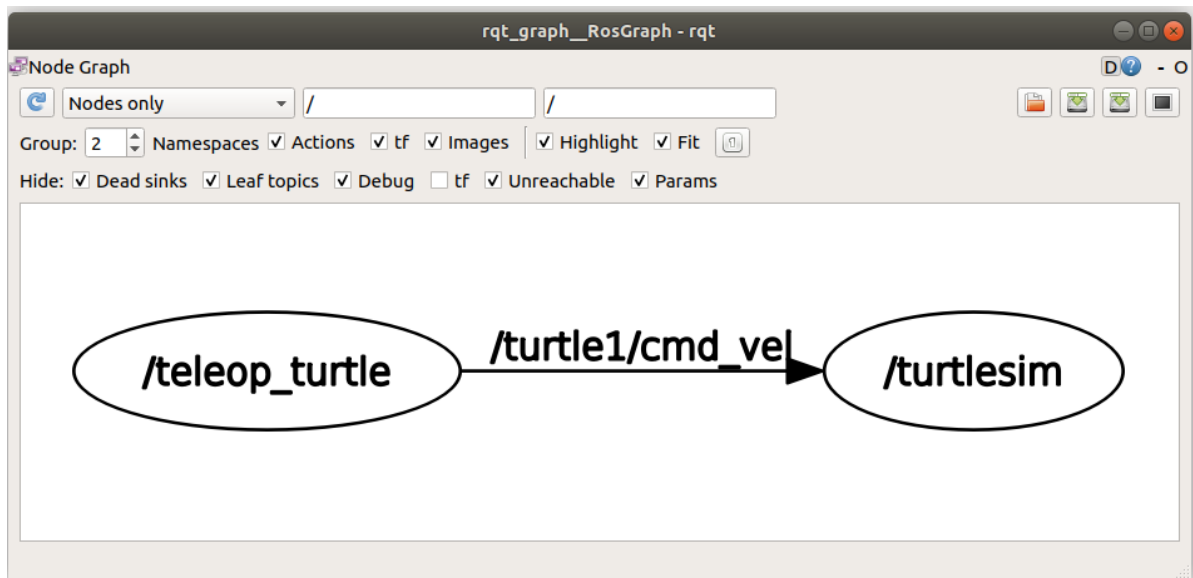 rqt_graph__RosGraph - rqt
Node Graph D ? - O
Nodes only / /
Group: 2 Namespaces Actions tf Images Highlight Fit
Hide: Dead sinks Leaf topics Debug tf Unreachable Params
/turtle1/cmd_vel
/teleop_turtle /turtlesim